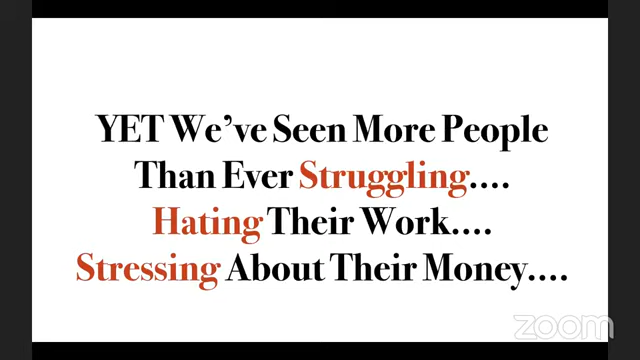 YET We’ve Seen More People
Than Ever Struggling....
Hating Their Work....
Stressing About Their Money....
zoom